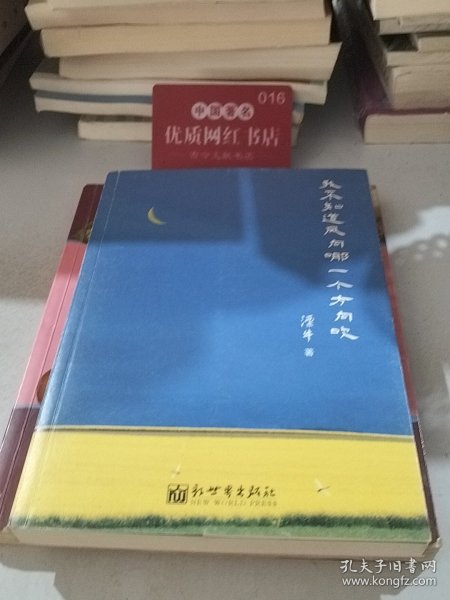 016
中国著名
优质网红书店
我不知道风向哪一个方向吹
漂华 著
新世界出版社
NEW WORLD PRESS
孔夫子旧书网
www.kongfz.com